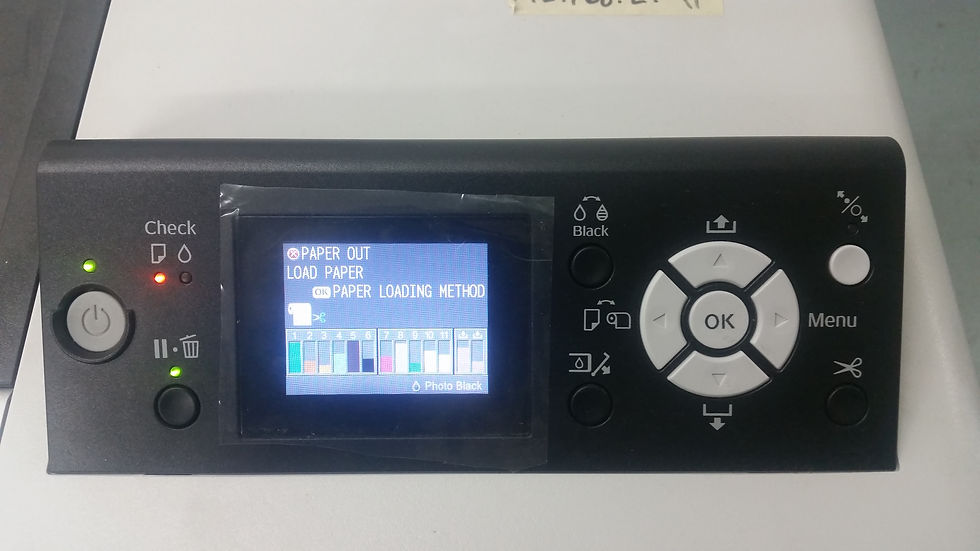 Check
Black
PAPER OUT
LOAD PAPER
OK PAPER LOADING METHOD
1 2 3 4 5 6 7 8 9 10 11
Photo Black
OK
Menu